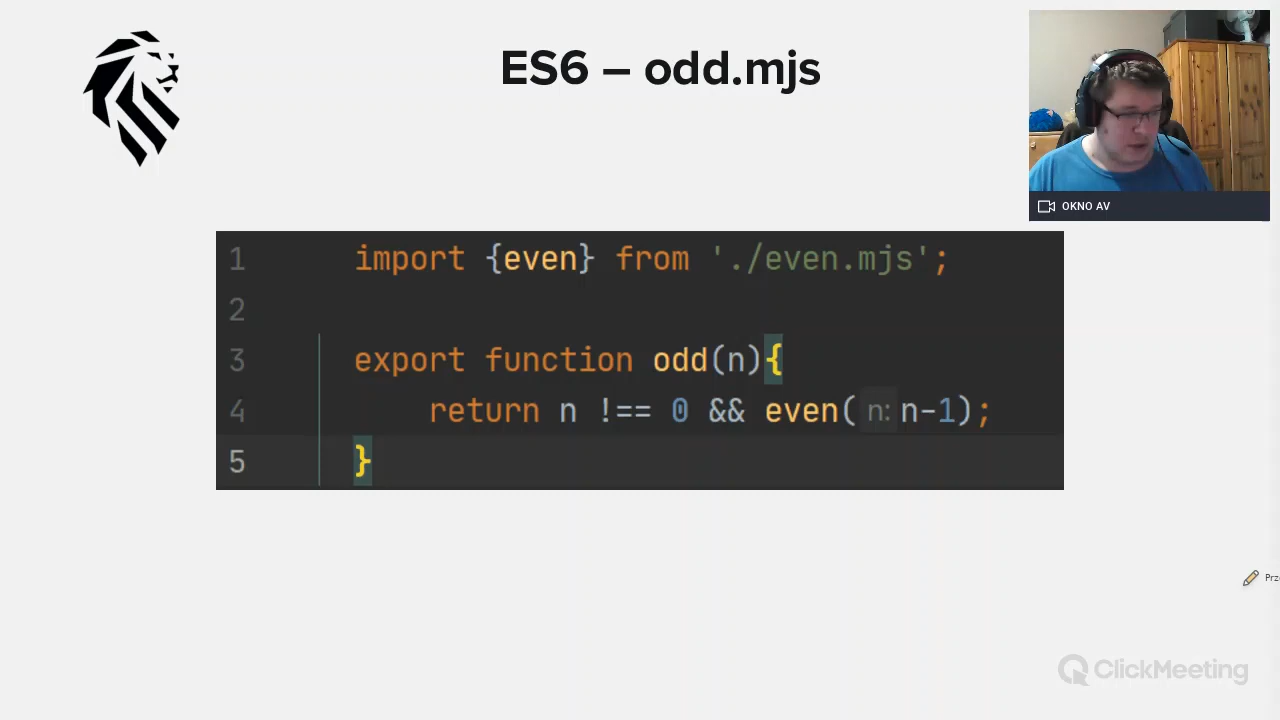 ES6 – odd.mjs
OKNO AV
1 import {even} from './even.mjs';
2
3 export function odd(n){
4 return n !== 0 && even( n: n-1);
5 }
Prz
ClickMeeting